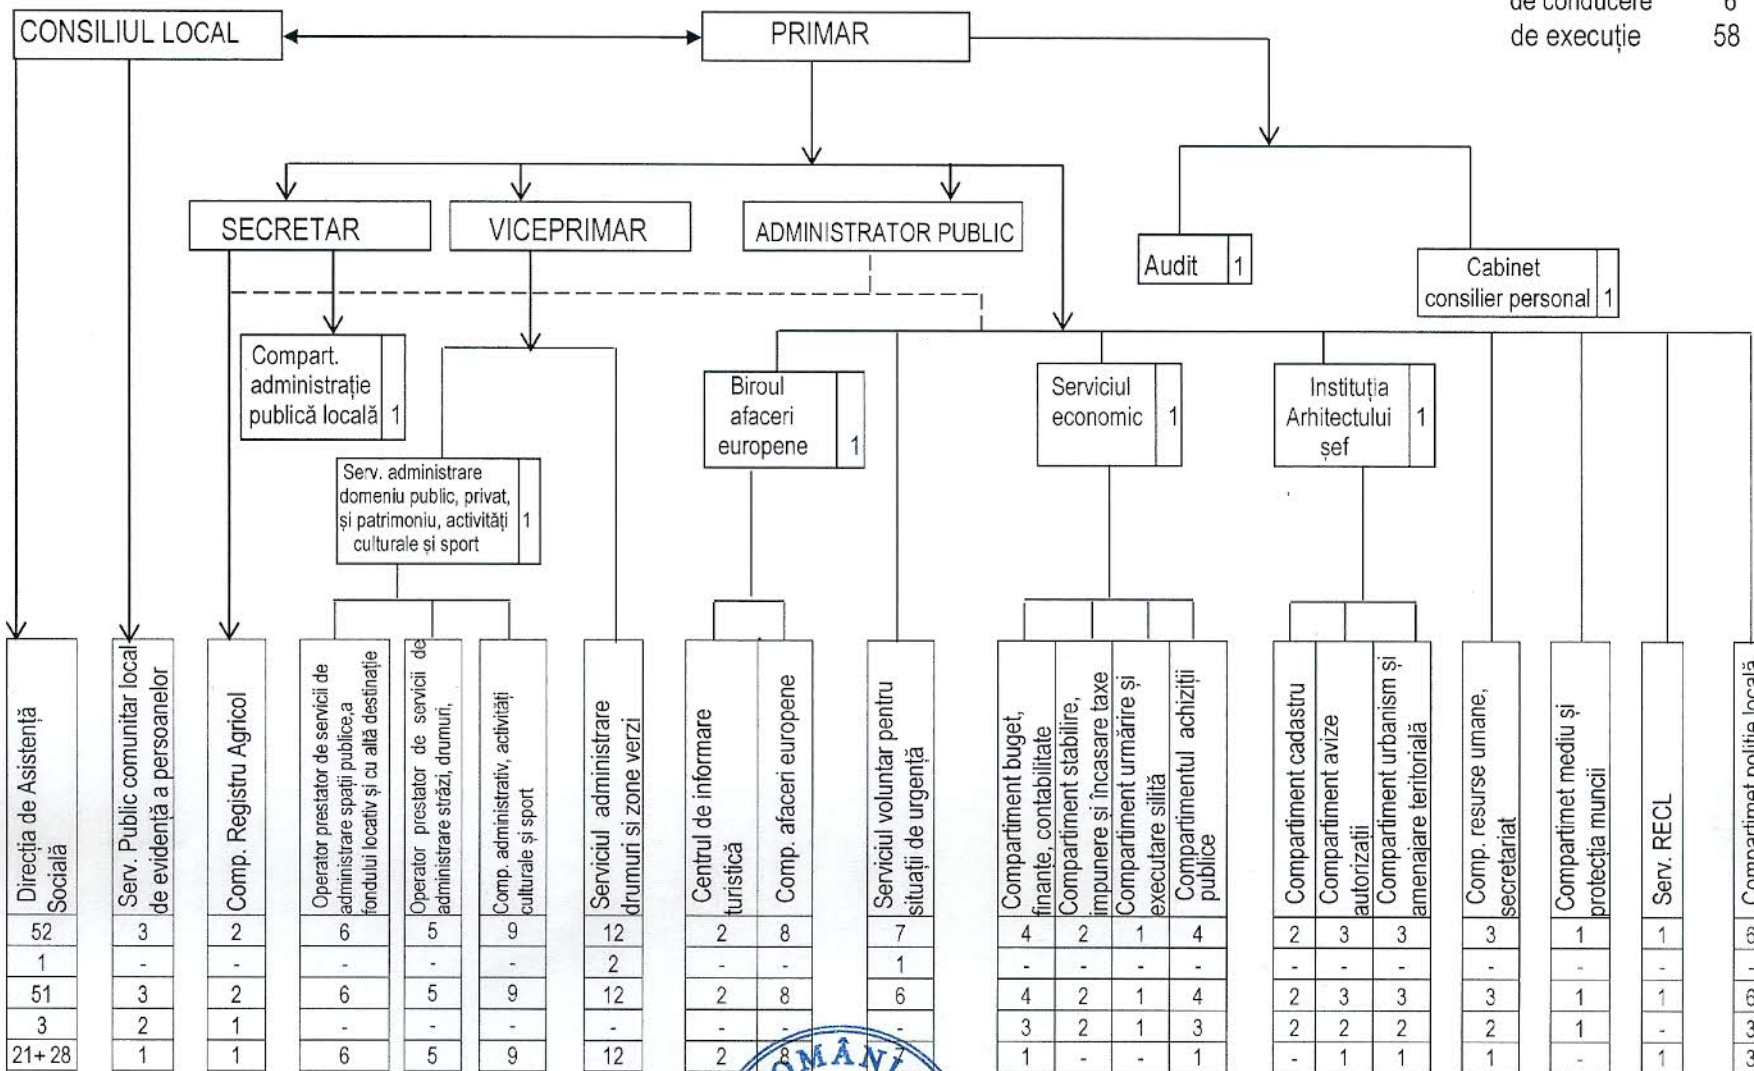 de conducere 6
de execuție 58
CONSILIUL LOCAL
PRIMAR
SECRETAR
VICEPRIMAR
ADMINISTRATOR PUBLIC
Audit 1
Cabinet
consilier personal 1
Compart.
administrație
publică locală 1
Serv. administrare
domeniu public, privat,
și patrimoniu, activități 1
culturale și sport
Biroul
afaceri
europene 1
Serviciul
economic 1
Instituția
Arhitectului 1
șef
Direcția de Asistență
Socială
Serv. Public comunitar local
de evidență a persoanelor
Comp. Registru Agricol
Operator prestator de servicii de
administrare spații publice,a
fondului locativ și cu altă destinație
Operator prestator de servicii de
administrare străzi, drumuri,
Comp. administrativ, activități
culturale și sport
Serviciul administrare
drumuri si zone verzi
Centrul de informare
turistică
Comp. afaceri europene
Serviciul voluntar pentru
situații de urgență
Compartiment buget,
finanțe, contabilitate
Compartiment stabilire,
impunere și încasare taxe
Compartiment urmărire și
executare silită
Compartimentul achiziții
publice
Compartiment cadastru
Compartiment avize
autorizații
Compartiment urbanism și
amenajare teritorială
Comp. resurse umane,
secretariat
Compartimet mediu și
protecția muncii
Serv. RECL
Compartimet poliție locală
52 3 2 6 5 9 12 2 8 7 4 2 1 4 2 3 3 3 1 1 6
1 - - - - - 2 - - 1 - - - - - - - - - - -
51 3 2 6 5 9 12 2 8 6 4 2 1 4 2 3 3 3 1 1 6
3 2 1 - - - - - - - 3 2 1 3 2 2 2 2 1 - 3
21+28 1 1 6 5 9 12 2 8 7 1 - - 1 - 1 1 1 - 1 3